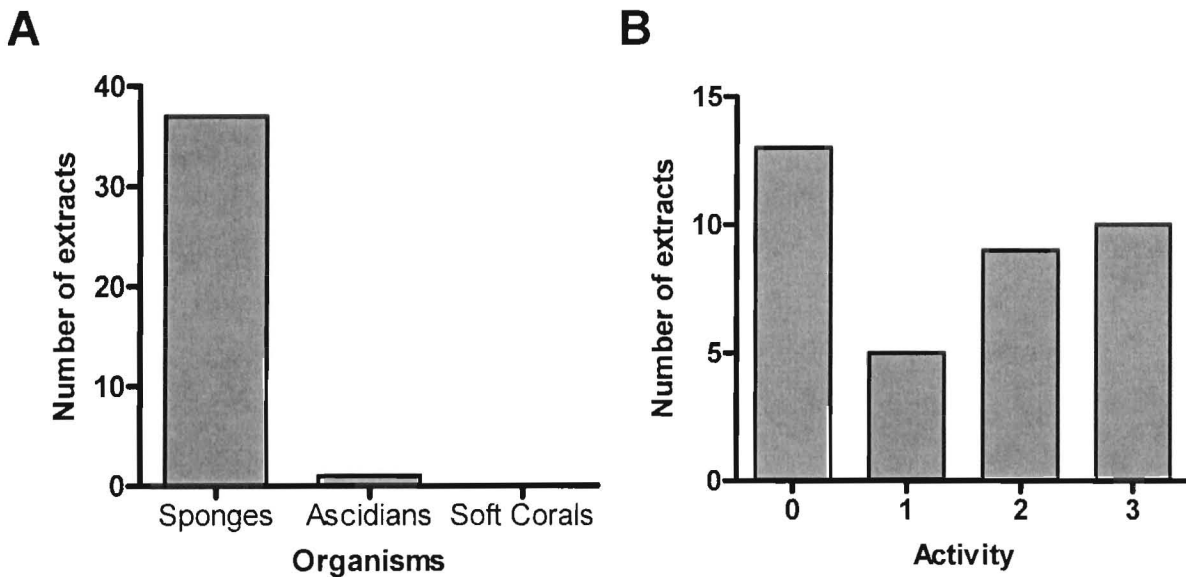 A
Number of extracts
40
30
20
10
0
Sponges Ascidians Soft Corals
Organisms
B
Number of extracts
15
10
5
0
0 1 2 3
Activity